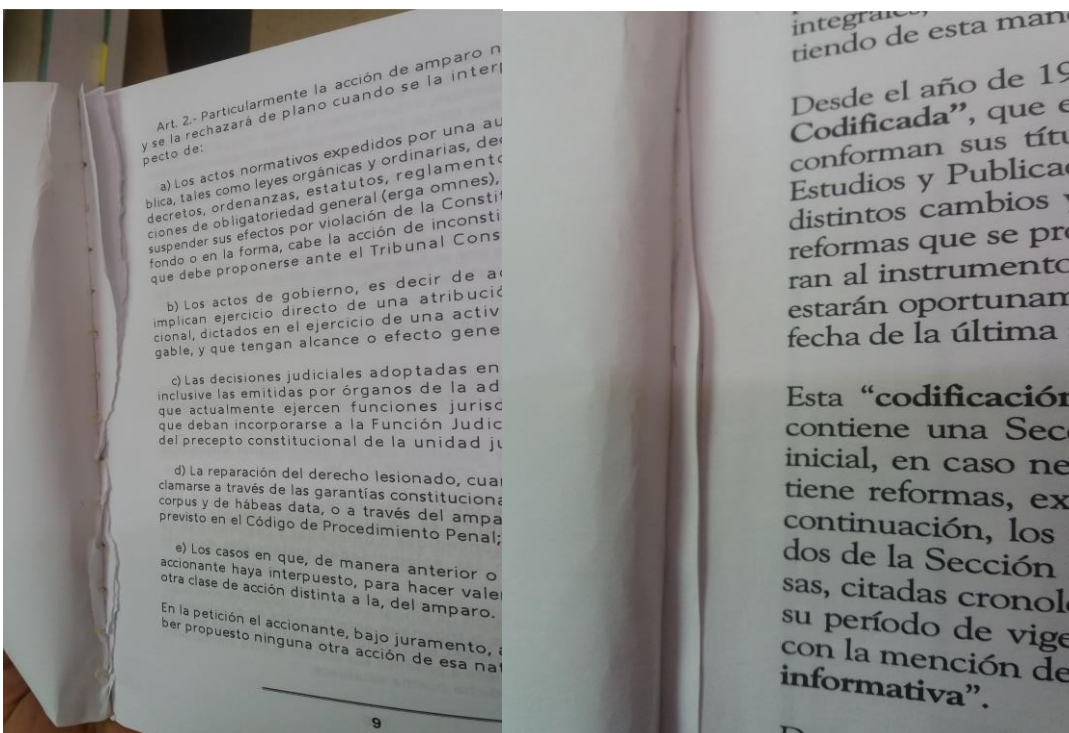 Art. 2.- Particularmente la acción de amparo n
y se la rechazará de plano cuando se la inter
pecto de:
a) Los actos normativos expedidos por una au
blica, tales como leyes orgánicas y ordinarias, de
decretos, ordenanzas, estatutos, reglamento
ciones de obligatoriedad general (erga omnes),
suspender sus efectos por violación de la Constit
fondo o en la forma, cabe la acción de inconsti
que debe proponerse ante el Tribunal Cons
b) Los actos de gobierno, es decir de a
implican ejercicio directo de una atribució
cional, dictados en el ejercicio de una activ
gable, y que tengan alcance o efecto gene
c) Las decisiones judiciales adoptadas en
inclusive las emitidas por órganos de la ad
que actualmente ejercen funciones jurisd
que deban incorporarse a la Función Judic
del precepto constitucional de la unidad ju
d) La reparación del derecho lesionado, cua
clamarse a través de las garantías constituciona
corpus y de hábeas data, o a través del ampa
previsto en el Código de Procedimiento Penal;
e) Los casos en que, de manera anterior o
accionante haya interpuesto, para hacer valer
otra clase de acción distinta a la, del amparo.
En la petición el accionante, bajo juramento, a
ber propuesto ninguna otra acción de esa nat
9
integrales,
tiendo de esta man
Desde el año de 19
Codificada”, que e
conforman sus títu
Estudios y Publica
distintos cambios y
reformas que se pro
ran al instrumento
estarán oportunam
fecha de la última
Esta “codificación
contiene una Sec
inicial, en caso ne
tiene reformas, ex
continuación, los
dos de la Sección
sas, citadas cronol
su período de vige
con la mención de
informativa”.